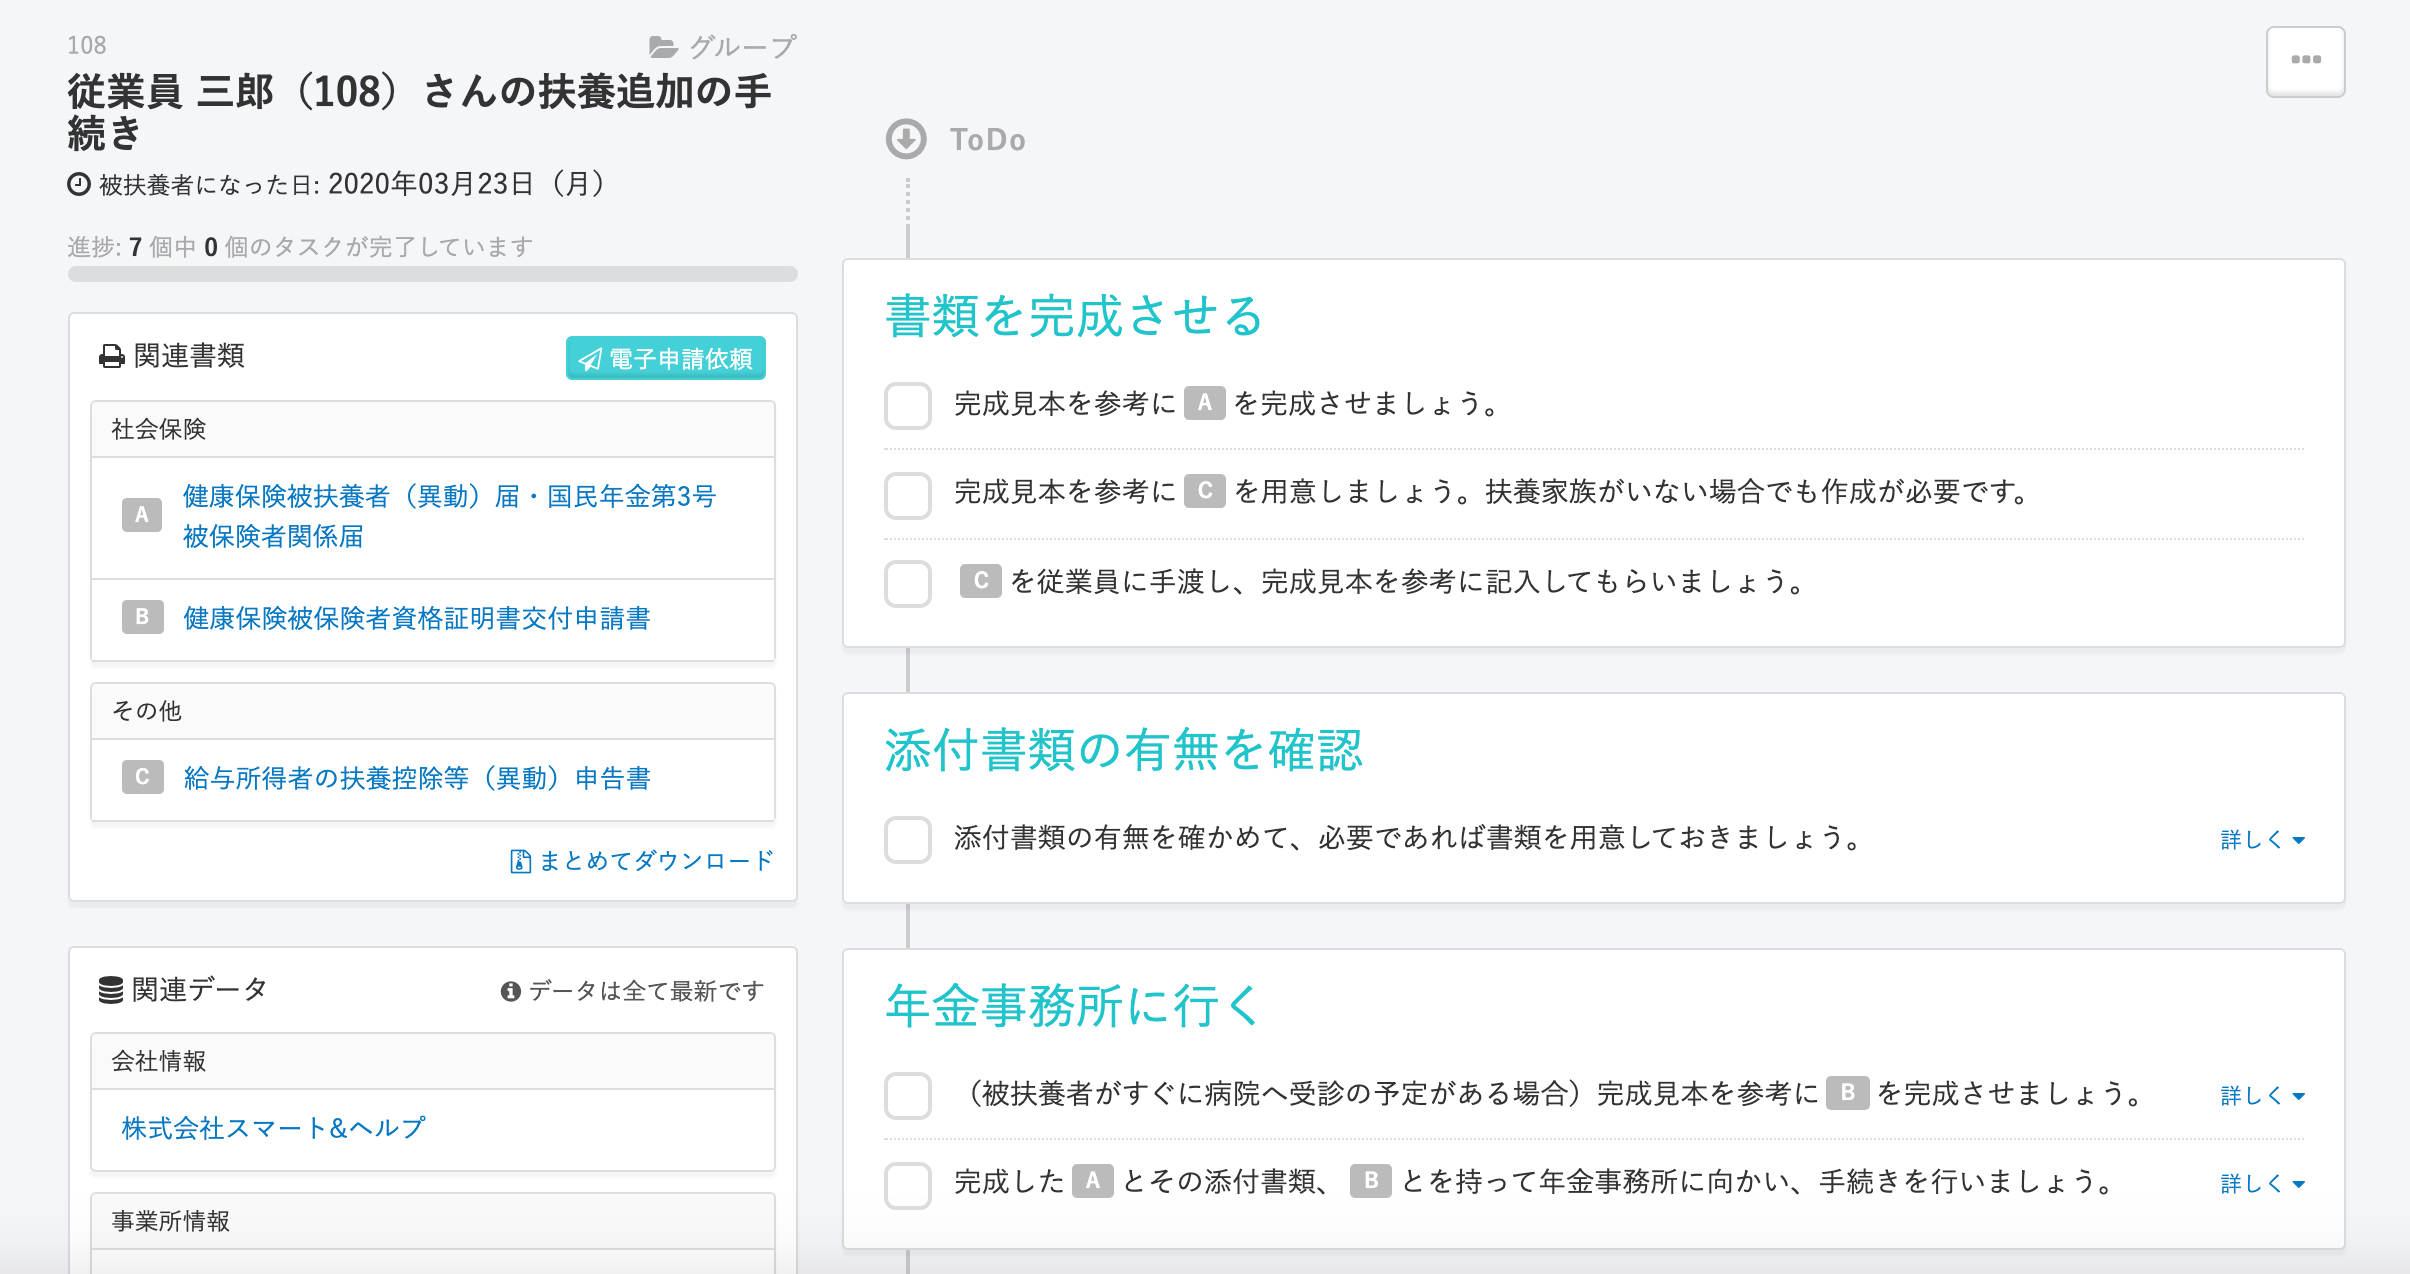 108
グループ
従業員 三郎（108）さんの扶養追加の手
続き
被扶養者になった日: 2020年03月23日（月）
進捗: 7 個中 0 個のタスクが完了しています
関連書類
電子申請依頼
社会保険
A
健康保険被扶養者（異動）届・国民年金第3号
被保険者関係届
B 健康保険被保険者資格証明書交付申請書
その他
C 給与所得者の扶養控除等（異動）申告書
まとめてダウンロード
関連データ
データは全て最新です
会社情報
株式会社スマート&ヘルプ
事業所情報
ToDo
書類を完成させる
完成見本を参考に A を完成させましょう。
完成見本を参考に C を用意しましょう。扶養家族がいない場合でも作成が必要です。
C を従業員に手渡し、完成見本を参考に記入してもらいましょう。
添付書類の有無を確認
添付書類の有無を確かめて、必要であれば書類を用意しておきましょう。
詳しく
年金事務所に行く
（被扶養者がすぐに病院へ受診の予定がある場合）完成見本を参考に B を完成させましょう。
詳しく
完成した A とその添付書類、 B とを持って年金事務所に向かい、手続きを行いましょう。
詳しく